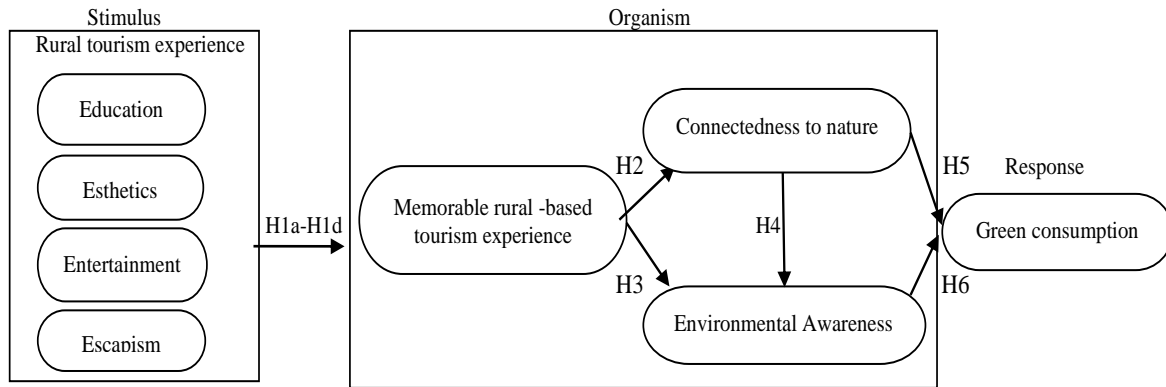 Stimulus
Rural tourism experience
Education
Esthetics
Entertainment
Escapism
H1a-H1d
Organism
Memorable rural -based
tourism experience
H2
H3
Connectedness to nature
H4
Environmental Awareness
H5
H6
Response
Green consumption